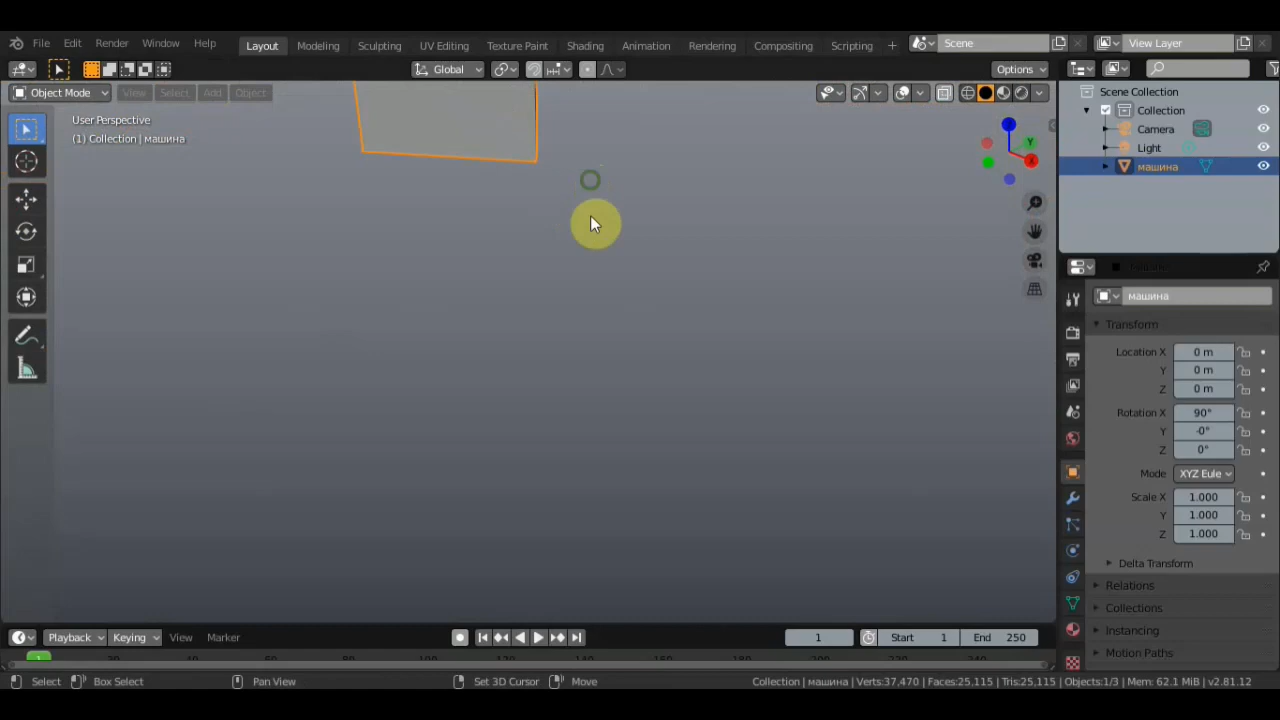 File Edit Render Window Help Layout Modeling Sculpting UV Editing Texture Paint Shading Animation Rendering Compositing Scripting + Scene View Layer
Global Options
Object Mode View Select Add Object
User Perspective
(1) Collection | машина
Z
Y
X
Scene Collection
Collection
Camera
Light
машина
машина
Transform
Location X 0 m
Y 0 m
Z 0 m
Rotation X 90°
Y -0°
Z 0°
Mode XYZ Eule
Scale X 1.000
Y 1.000
Z 1.000
Delta Transform
Relations
Collections
Instancing
Motion Paths
Playback Keying View Marker 1 Start 1 End 250
1
Select Box Select Pan View Set 3D Cursor Move Collection | машина | Verts:37,470 | Faces:25,115 | Tris:25,115 | Objects:1/3 | Mem: 62.1 MiB | v2.81.12